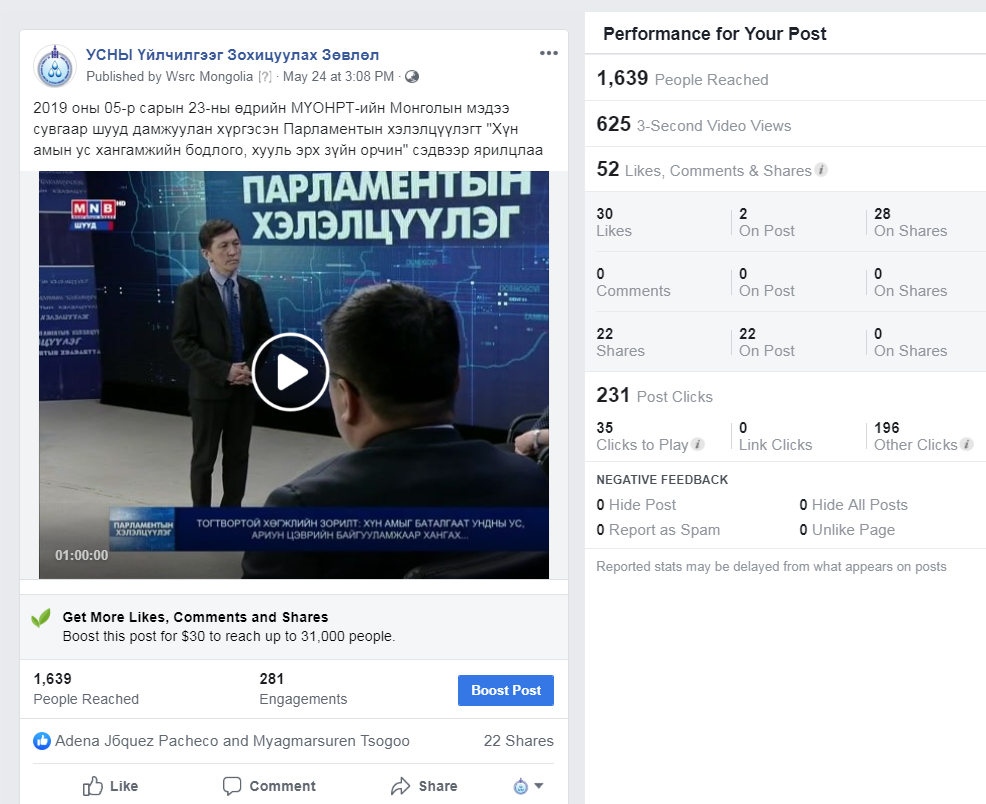 УСНЫ Үйлчилгээг Зохицуулах Зөвлөл
Published by Wsrc Mongolia [?] · May 24 at 3:08 PM ·
2019 оны 05-р сарын 23-ны өдрийн МҮОНРТ-ийн Монголын мэдээ
сувгаар шууд дамжуулан хүргэсэн Парламентын хэлэлцүүлэгт "Хүн
амын ус хангамжийн бодлого, хууль эрх зүйн орчин" сэдвээр ярилцлаа
ПАРЛАМЕНТЫН
ХЭЛЭЛЦҮҮЛЭГ
MNB HD
ШУУД
ПАРЛАМЕНТЫН
ХЭЛЭЛЦҮҮЛЭГ
ТОГТВОРТОЙ ХӨГЖЛИЙН ЗОРИЛТ: ХҮН АМЫГ БАТАЛГААТ УНДНЫ УС,
АРИУН ЦЭВРИЙН БАЙГУУЛАМЖААР ХАНГАХ...
01:00:00
Get More Likes, Comments and Shares
Boost this post for $30 to reach up to 31,000 people.
1,639
People Reached
281
Engagements
Boost Post
Adena Jбquez Pacheco and Myagmarsuren Tsogoo
22 Shares
Like
Comment
Share
Performance for Your Post
1,639 People Reached
625 3-Second Video Views
52 Likes, Comments & Shares
30 2 28
Likes On Post On Shares
0 0 0
Comments On Post On Shares
22 22 0
Shares On Post On Shares
231 Post Clicks
35 0 196
Clicks to Play Link Clicks Other Clicks
NEGATIVE FEEDBACK
0 Hide Post 0 Hide All Posts
0 Report as Spam 0 Unlike Page
Reported stats may be delayed from what appears on posts